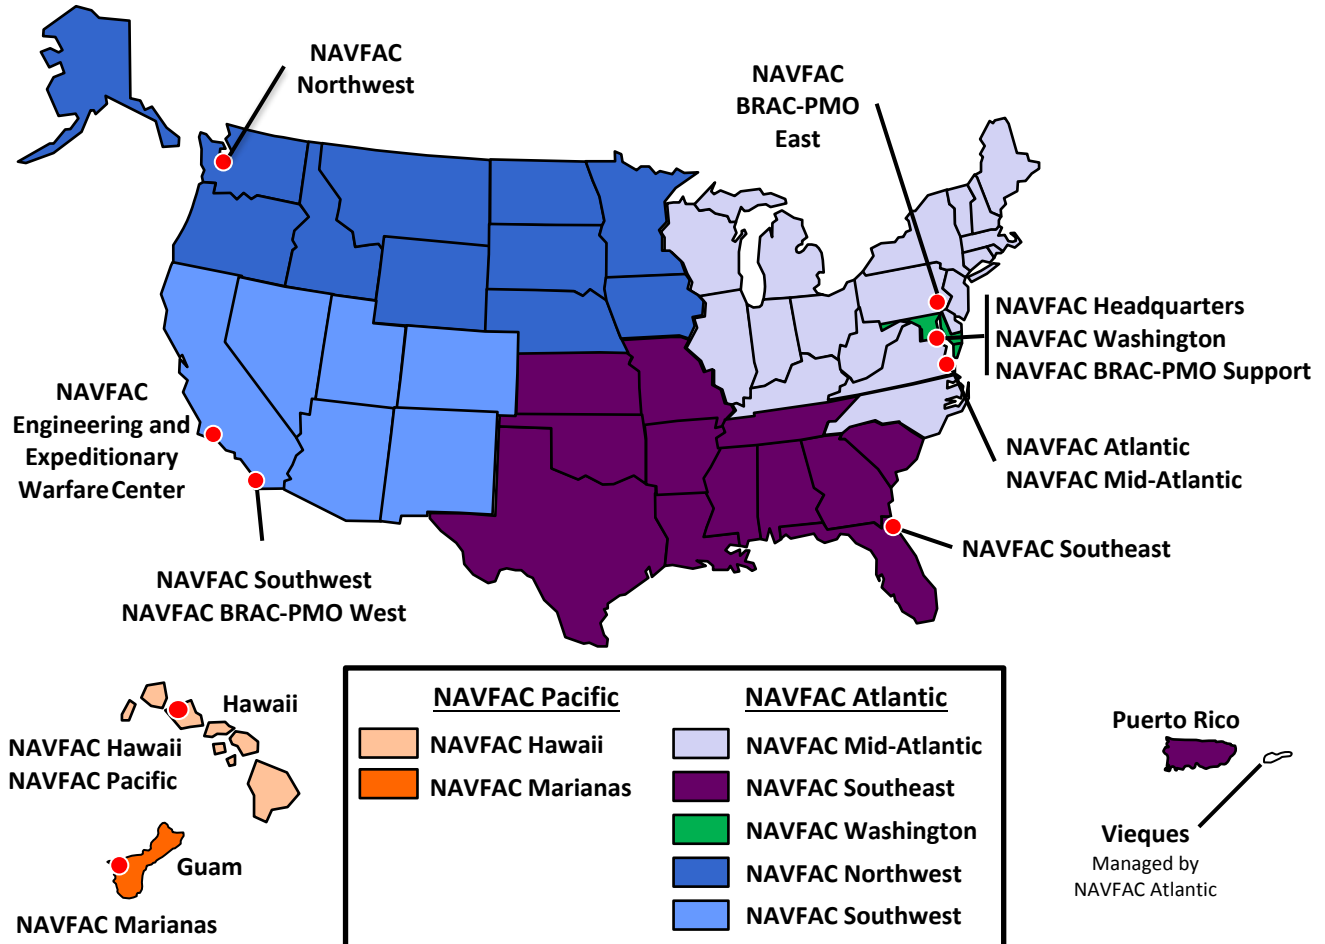 NAVFAC
Northwest
NAVFAC
BRAC-PMO
East
NAVFAC Headquarters
NAVFAC Washington
NAVFAC BRAC-PMO Support
NAVFAC
Engineering and
Expeditionary
Warfare Center
NAVFAC Atlantic
NAVFAC Mid-Atlantic
NAVFAC Southeast
NAVFAC Southwest
NAVFAC BRAC-PMO West
Hawaii
NAVFAC Hawaii
NAVFAC Pacific
Guam
NAVFAC Marianas
NAVFAC Pacific
NAVFAC Hawaii
NAVFAC Marianas
NAVFAC Atlantic
NAVFAC Mid-Atlantic
NAVFAC Southeast
NAVFAC Washington
NAVFAC Northwest
NAVFAC Southwest
Puerto Rico
Vieques
Managed by
NAVFAC Atlantic